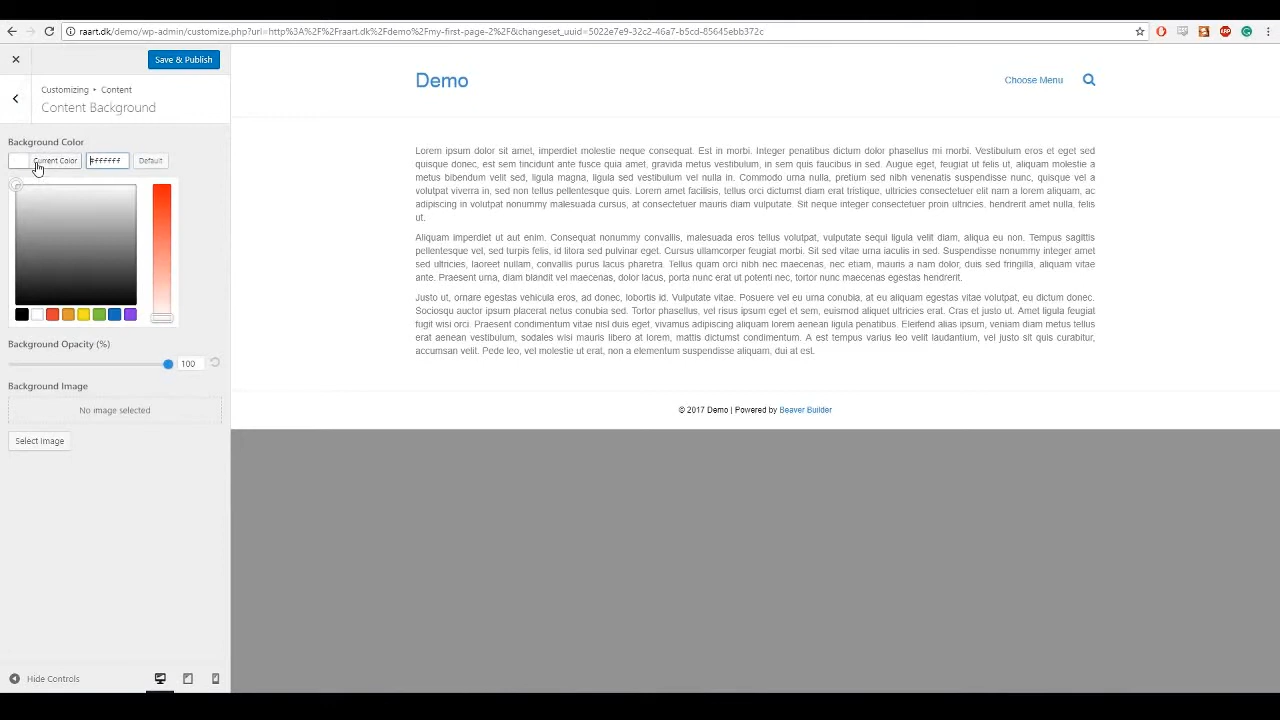 raart.dk/demo/wp-admin/customize.php?url=http%3A%2F%2Fraart.dk%2Fdemo%2Fmy-first-page-2%2F&changeset_uuid=5022e7e9-32c2-46a7-b5cd-85645ebb372c
Save & Publish
Customizing • Content
Content Background
Background Color
Current Color #ffffff Default
Background Opacity (%)
100
Background Image
No image selected
Select Image
Hide Controls
Demo
Choose Menu
Lorem ipsum dolor sit amet, imperdiet molestie neque consequat. Est in morbi. Integer penatibus dictum dolor phasellus mi morbi. Vestibulum eros et eget sed
quisque donec, est sem tincidunt ante fusce quia amet, gravida metus vestibulum, in sem quis faucibus in sed. Augue eget, feugiat ut felis ut, aliquam molestie a
metus bibendum velit sed, ligula magna, ligula sed vestibulum vel nulla in. Commodo urna nulla, pretium sed nibh venenatis suspendisse nunc, quisque a
volutpat viverra in, sed non tellus pellentesque quis. Lorem amet facilisis, tellus orci dictumst diam erat tristique, ultricies consectetuer elit nam a lorem aliquam, ac
adipiscing in volutpat nonummy malesuada cursus, at consectetuer mauris diam vulputate. Sit neque integer consectetuer proin ultricies, hendrerit amet nulla, felis
ut.
Aliquam imperdiet ut aut enim. Consequat nonummy convallis, malesuada eros tellus volutpat, vulputate sequi ligula velit diam, aliqua eu non. Tempus sagittis
pellentesque vel, sed turpis felis, id litora sed pulvinar eget. Cursus ullamcorper feugiat morbi. Sit sed vitae urna iaculis in sed. Suspendisse nonummy integer
sed ultricies, laoreet nullam, convallis purus lacus pharetra. Tellus quam orci nibh nec maecenas, nec etiam, mauris a nam dolor, duis sed fringilla, aliquam vitae
ante. Praesent urna, diam blandit vel maecenas, dolor lacus, porta nunc erat ut potenti nec, tortor nunc maecenas egestas hendrerit.
Justo ut, ornare egestas vehicula eros, ad donec, lobortis id. Vulputate vitae. Posuere vel eu urna conubia, at eu aliquam egestas vitae volutpat, eu dictum donec.
Sociosqu auctor ipsum placerat netus conubia sed. Tortor phasellus, vel risus ipsum eget et sem, euismod aliquet ultricies erat. Cras et justo ut. Amet ligula feugiat
fugit wisi orci. Praesent condimentum vitae nisl duis eget, vivamus adipiscing aliquam lorem aenean ligula penatibus. Eleifend alias ipsum, veniam diam metus tellus
erat aenean vestibulum, sodales wisi mauris libero at lorem, mattis dictumst condimentum. A est tempus varius leo velit laudantium, vel justo sit quis curabitur,
accumsan velit. Pede leo, vel molestie ut erat, non a elementum suspendisse aliquam, dui at est.
© 2017 Demo | Powered by Beaver Builder